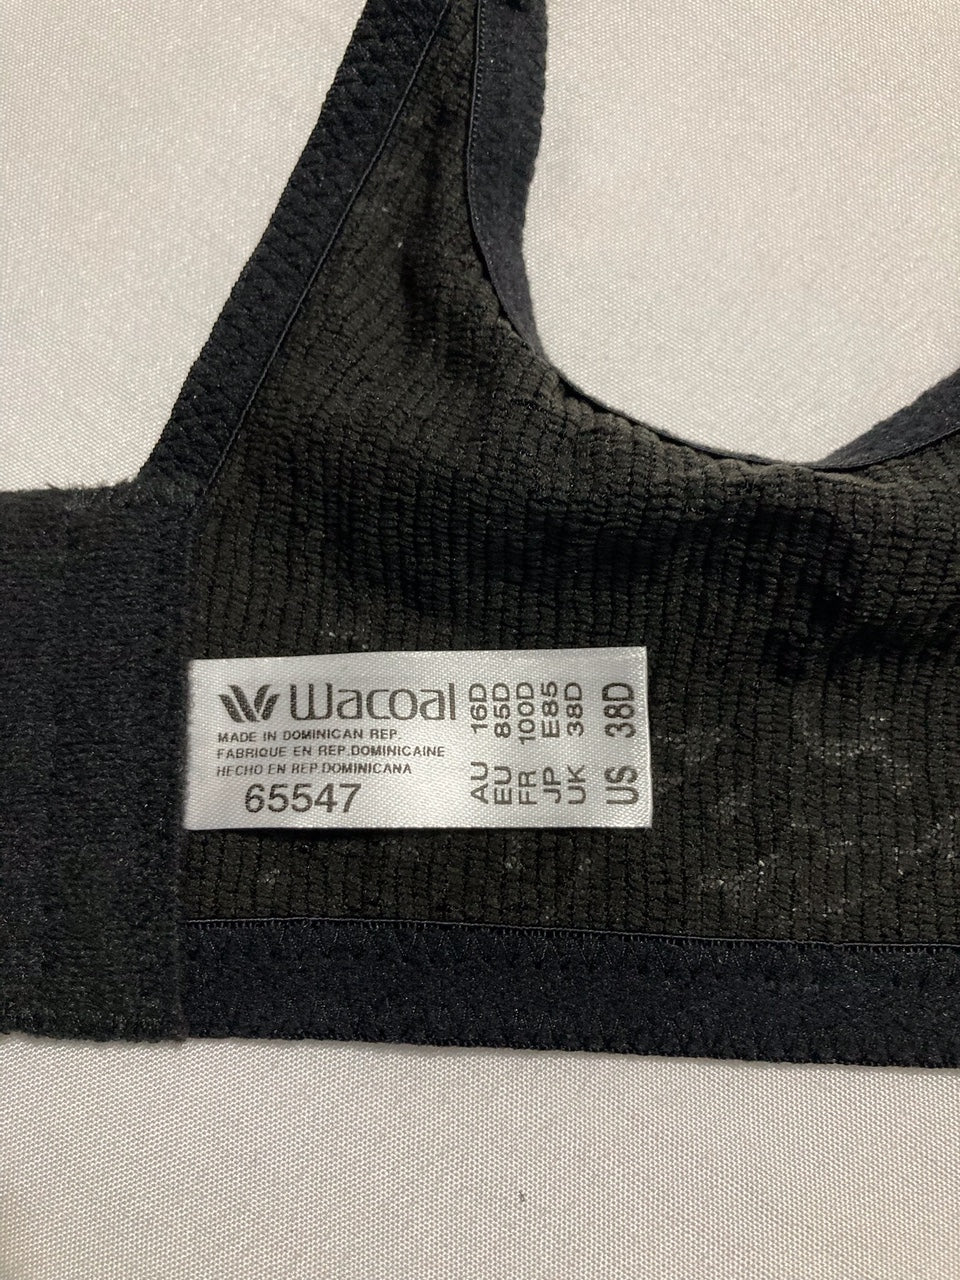 Wacoal
MADE IN DOMINICAN REP.
FABRIQUE EN REP.DOMINICAINE
HECHO EN REP.DOMINICANA
65547
AU 16D
EU 85D
FR 100D
JP E85
UK 38D
US 38D